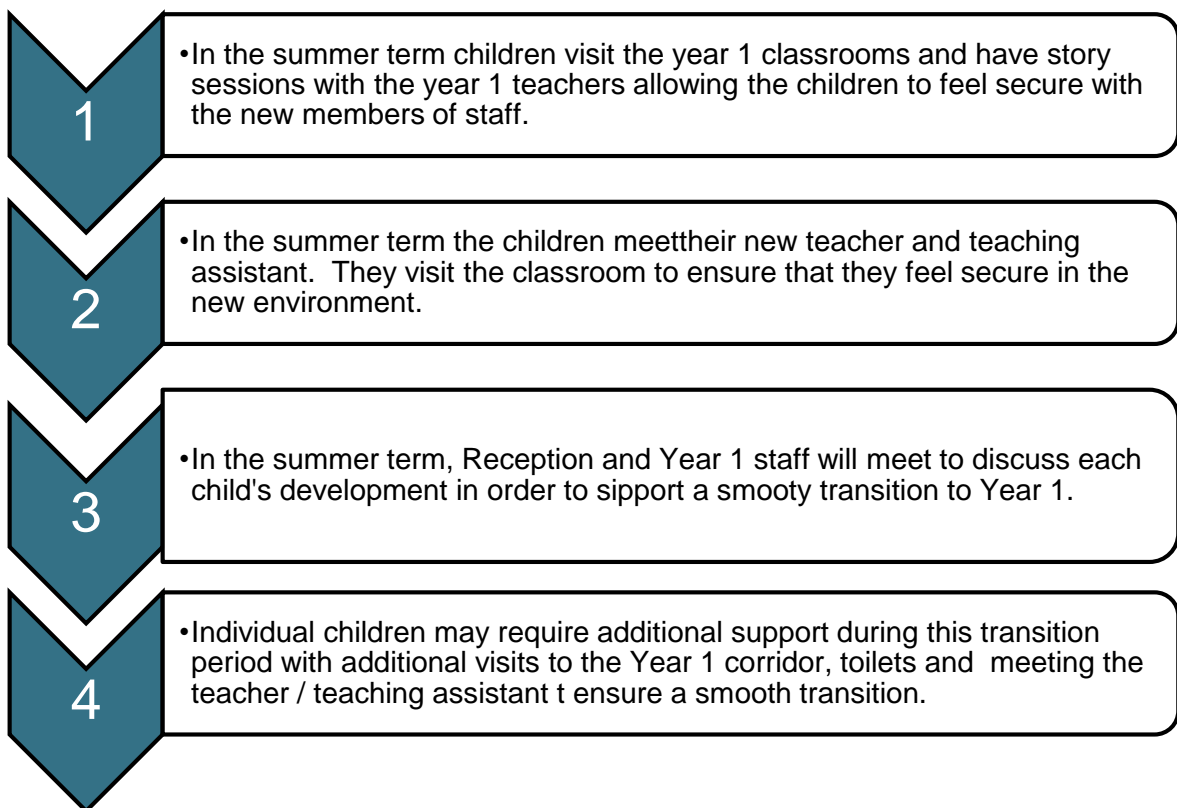 1
•In the summer term children visit the year 1 classrooms and have story
sessions with the year 1 teachers allowing the children to feel secure with
the new members of staff.
2
•In the summer term the children meettheir new teacher and teaching
assistant.  They visit the classroom to ensure that they feel secure in the
new environment.
3
•In the summer term, Reception and Year 1 staff will meet to discuss each
child's development in order to sipport a smooty transition to Year 1.
4
•Individual children may require additional support during this transition
period with additional visits to the Year 1 corridor, toilets and  meeting the
teacher / teaching assistant t ensure a smooth transition.